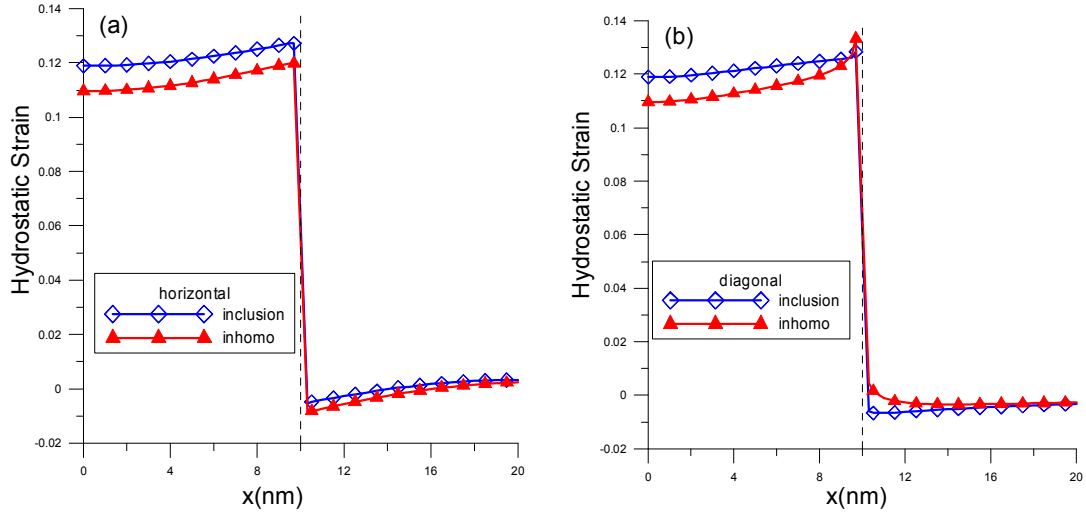 (a)
Hydrostatic Strain
0.14
0.12
0.1
0.08
0.06
0.04
0.02
0
-0.02
horizontal
inclusion
inhomo
0 4 8 12 16 20
x(nm)
(b)
Hydrostatic Strain
0.14
0.12
0.1
0.08
0.06
0.04
0.02
0
-0.02
diagonal
inclusion
inhomo
0 4 8 12 16 20
x(nm)